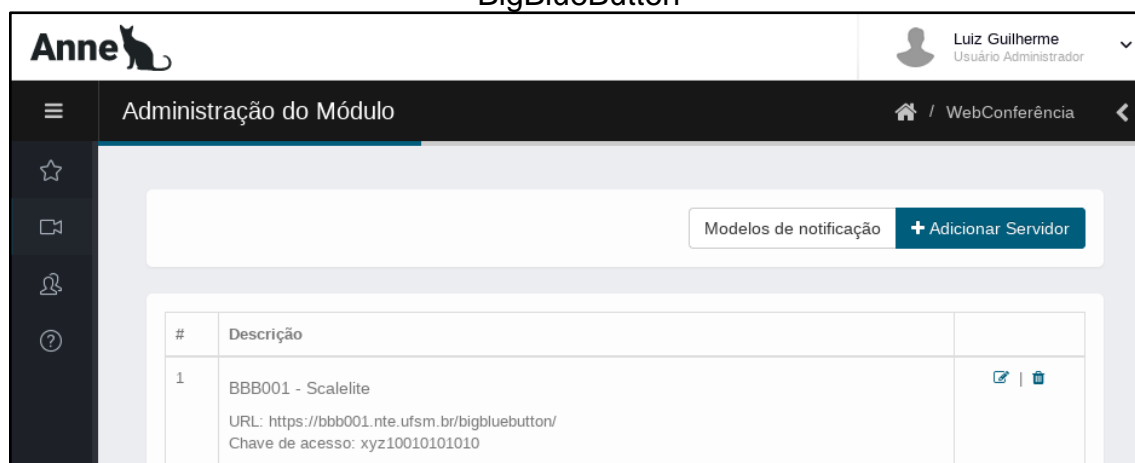 BigBlueButton
Anne
Luiz Guilherme
Usuário Administrador
Administração do Módulo
/ WebConferência
Modelos de notificação
+ Adicionar Servidor
# Descrição
1 BBB001 - Scalelite
|
URL: https://bbb001.nte.ufsm.br/bigbluebutton/
Chave de acesso: xyz10010101010